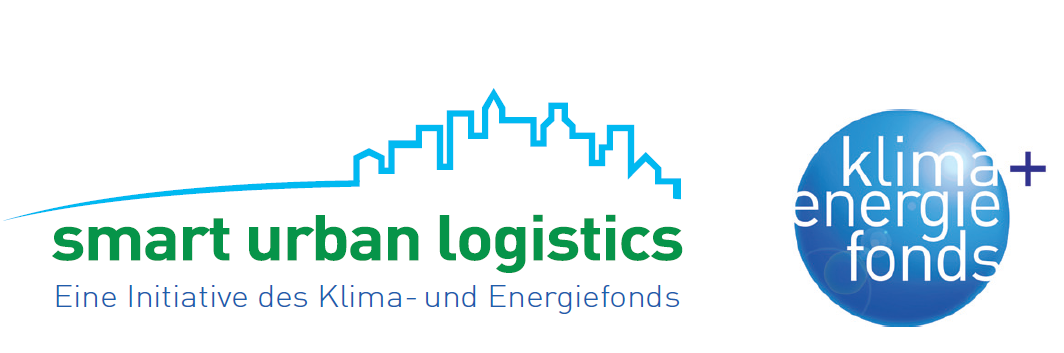 smart urban logistics
Eine Initiative des Klima- und Energiefonds
klima+
energie
fonds